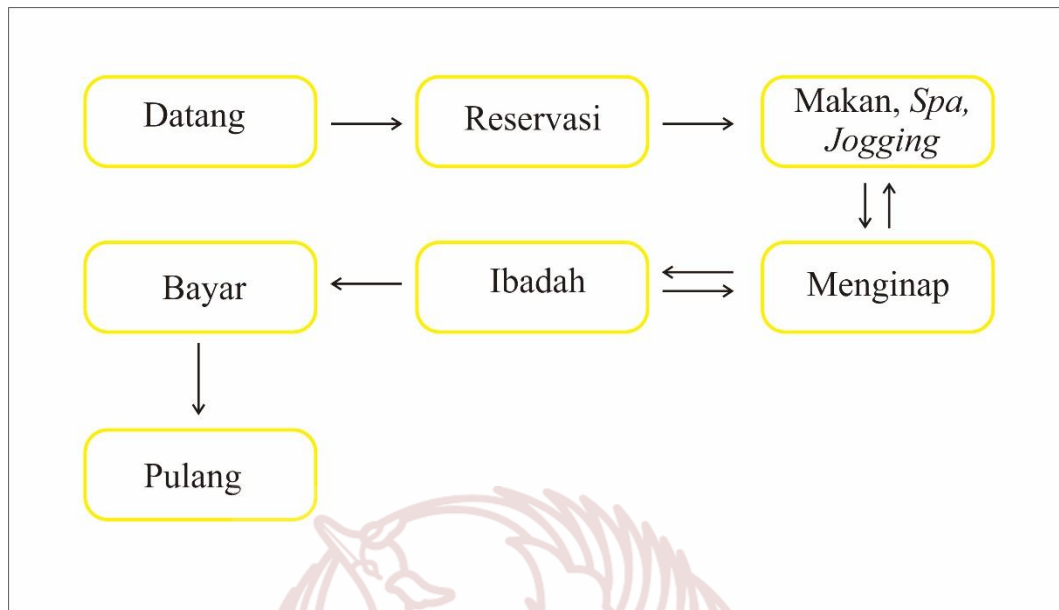 Datang
Reservasi
Makan, Spa,
Jogging
Menginap
Ibadah
Bayar
Pulang